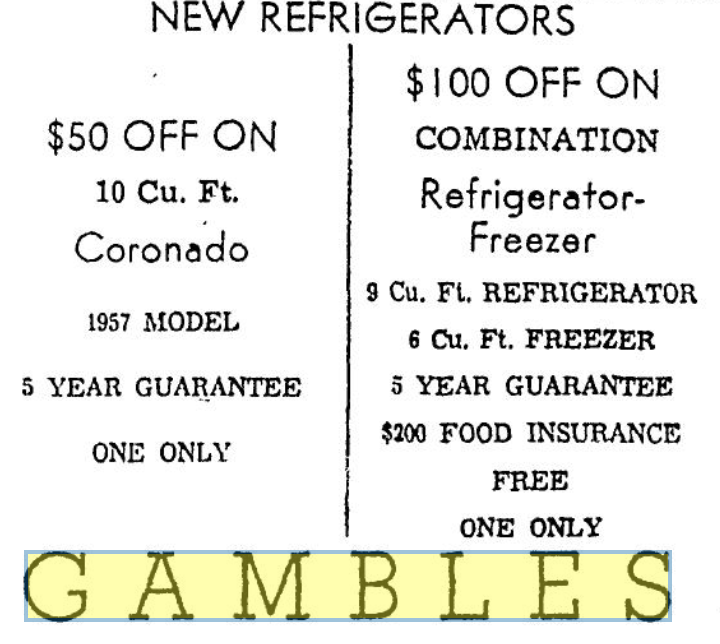 NEW REFRIGERATORS
$50 OFF ON
10 Cu. Ft.
Coronado
1957 MODEL
5 YEAR GUARANTEE
ONE ONLY
$100 OFF ON
COMBINATION
Refrigerator-
Freezer
9 Cu. Ft. REFRIGERATOR
6 Cu. Ft. FREEZER
5 YEAR GUARANTEE
$200 FOOD INSURANCE
FREE
ONE ONLY
GAMBLES